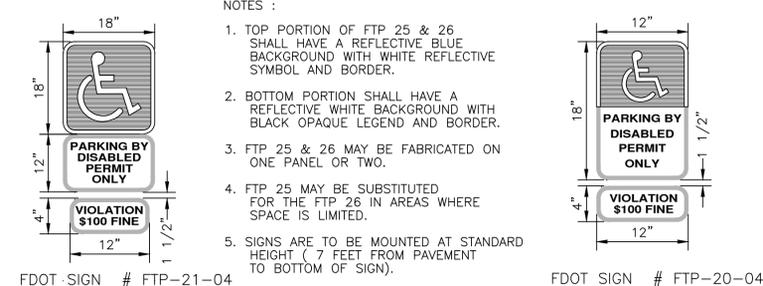 18"
18"
PARKING BY
DISABLED
PERMIT
ONLY
12"
VIOLATION
$100 FINE
4"
1 1/2"
12"
FDOT SIGN # FTP-21-04
NOTES :
1. TOP PORTION OF FTP 25 & 26
SHALL HAVE A REFLECTIVE BLUE
BACKGROUND WITH WHITE REFLECTIVE
SYMBOL AND BORDER.
2. BOTTOM PORTION SHALL HAVE A
REFLECTIVE WHITE BACKGROUND WITH
BLACK OPAQUE LEGEND AND BORDER.
3. FTP 25 & 26 MAY BE FABRICATED ON
ONE PANEL OR TWO.
4. FTP 25 MAY BE SUBSTITUTED
FOR THE FTP 26 IN AREAS WHERE
SPACE IS LIMITED.
5. SIGNS ARE TO BE MOUNTED AT STANDARD
HEIGHT ( 7 FEET FROM PAVEMENT
TO BOTTOM OF SIGN).
12"
18"
PARKING BY
DISABLED
PERMIT
ONLY
1 1/2"
VIOLATION
$100 FINE
4"
12"
FDOT SIGN # FTP-20-04